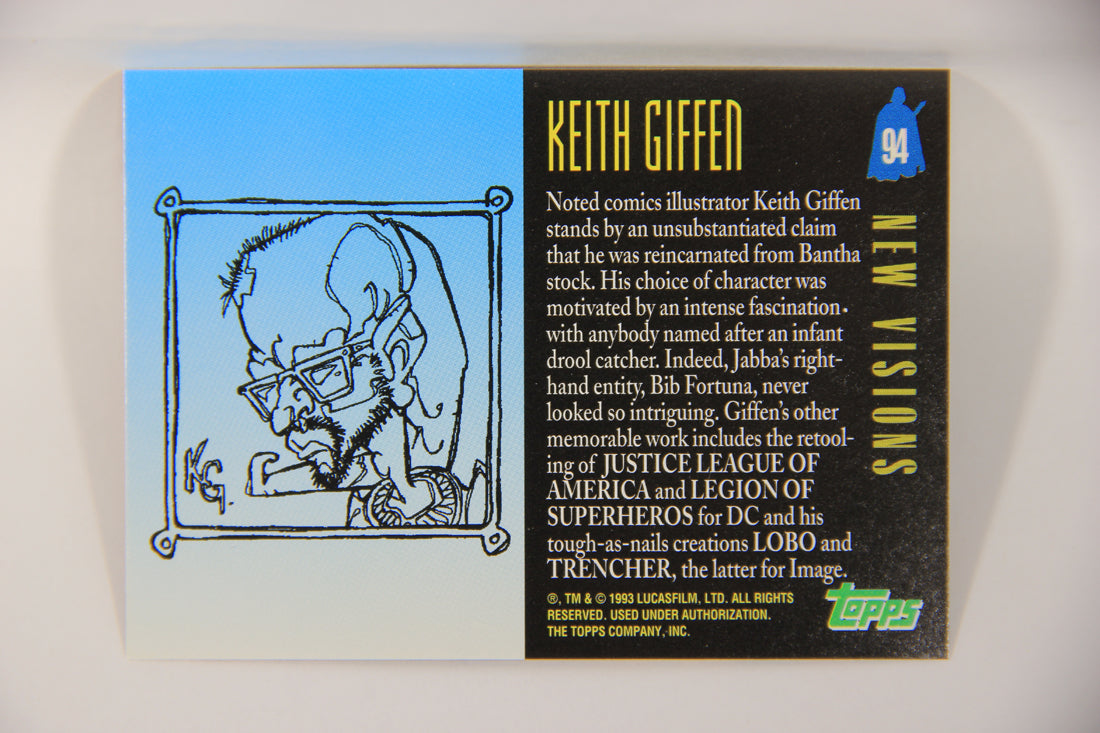 KG.
KEITH GIFFEN
94
NEW VISIONS
Noted comics illustrator Keith Giffen
stands by an unsubstantiated claim
that he was reincarnated from Bantha
stock. His choice of character was
motivated by an intense fascination
with anybody named after an infant
drool catcher. Indeed, Jabba's right-
hand entity, Bib Fortuna, never
looked so intriguing. Giffen's other
memorable work includes the retool-
ing of JUSTICE LEAGUE OF
AMERICA and LEGION OF
SUPERHEROS for DC and his
tough-as-nails creations LOBO and
TRENCHER, the latter for Image.
®, TM & © 1993 LUCASFILM, LTD. ALL RIGHTS
RESERVED. USED UNDER AUTHORIZATION.
THE TOPPS COMPANY, INC.
topps